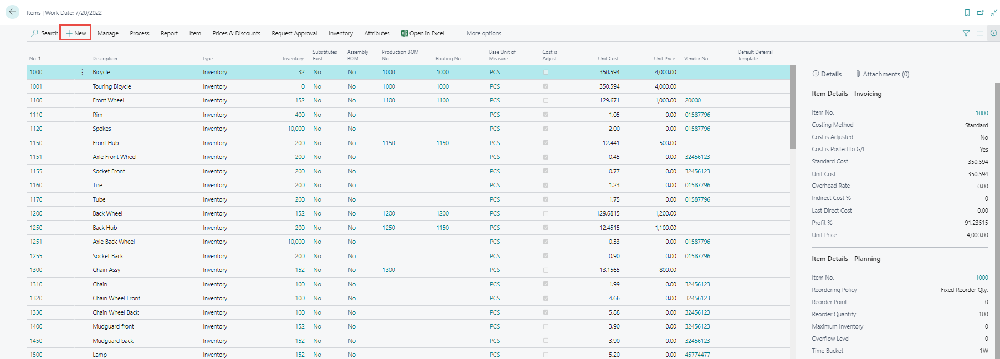 Items | Work Date: 7/20/2022
Search + New Manage Process Report Item Prices & Discounts Request Approval Inventory Attributes Open in Excel More options
No. ↑ Description Type Inventory Substitutes Exist Assembly BOM Production BOM No. Routing No. Base Unit of Measure Cost is Adjust... Unit Cost Unit Price Vendor No. Default Deferral Template
1000 Bicycle Inventory 32 No No 1000 1000 PCS 350.594 4,000.00
1001 Touring Bicycle Inventory 0 No No 1000 1000 PCS 350.594 4,000.00
1100 Front Wheel Inventory 152 No No 1100 1100 PCS 129.671 1,000.00 20000
1110 Rim Inventory 400 No No PCS 1.05 0.00 01587796
1120 Spokes Inventory 10,000 No No PCS 2.00 0.00 01587796
1150 Front Hub Inventory 200 No No 1150 1150 PCS 12.441 500.00
1151 Axle Front Wheel Inventory 200 No No PCS 0.45 0.00 32456123
1155 Socket Front Inventory 200 No No PCS 0.77 0.00 32456123
1160 Tire Inventory 200 No No PCS 1.23 0.00 01587796
1170 Tube Inventory 200 No No PCS 1.75 0.00 01587796
1200 Back Wheel Inventory 152 No No 1200 1200 PCS 129.6815 1,200.00
1250 Back Hub Inventory 200 No No 1250 1150 PCS 12.4515 1,100.00
1251 Axle Back Wheel Inventory 10,000 No No PCS 0.33 0.00 01587796
1255 Socket Back Inventory 200 No No PCS 0.90 0.00 01587796
1300 Chain Assy Inventory 152 No No 1300 PCS 13.1565 800.00
1310 Chain Inventory 100 No No PCS 1.99 0.00 32456123
1320 Chain Wheel Front Inventory 100 No No PCS 4.66 0.00 32456123
1330 Chain Wheel Back Inventory 100 No No PCS 5.88 0.00 32456123
1400 Mudguard front Inventory 152 No No PCS 3.90 0.00 32456123
1450 Mudguard back Inventory 152 No No PCS 3.90 0.00 32456123
1500 Lamp Inventory 152 No No PCS 5.20 0.00 45774477
Details Attachments (0)
Item Details - Invoicing
Item No. 1000
Costing Method Standard
Cost is Adjusted No
Cost is Posted to G/L Yes
Standard Cost 350.594
Unit Cost 350.594
Overhead Rate 0.00
Indirect Cost % 0
Last Direct Cost 0.00
Profit % 91.23515
Unit Price 4,000.00
Item Details - Planning
Item No. 1000
Reordering Policy Fixed Reorder Qty.
Reorder Point 0
Reorder Quantity 100
Maximum Inventory 0
Overflow Level 0
Time Bucket 1W